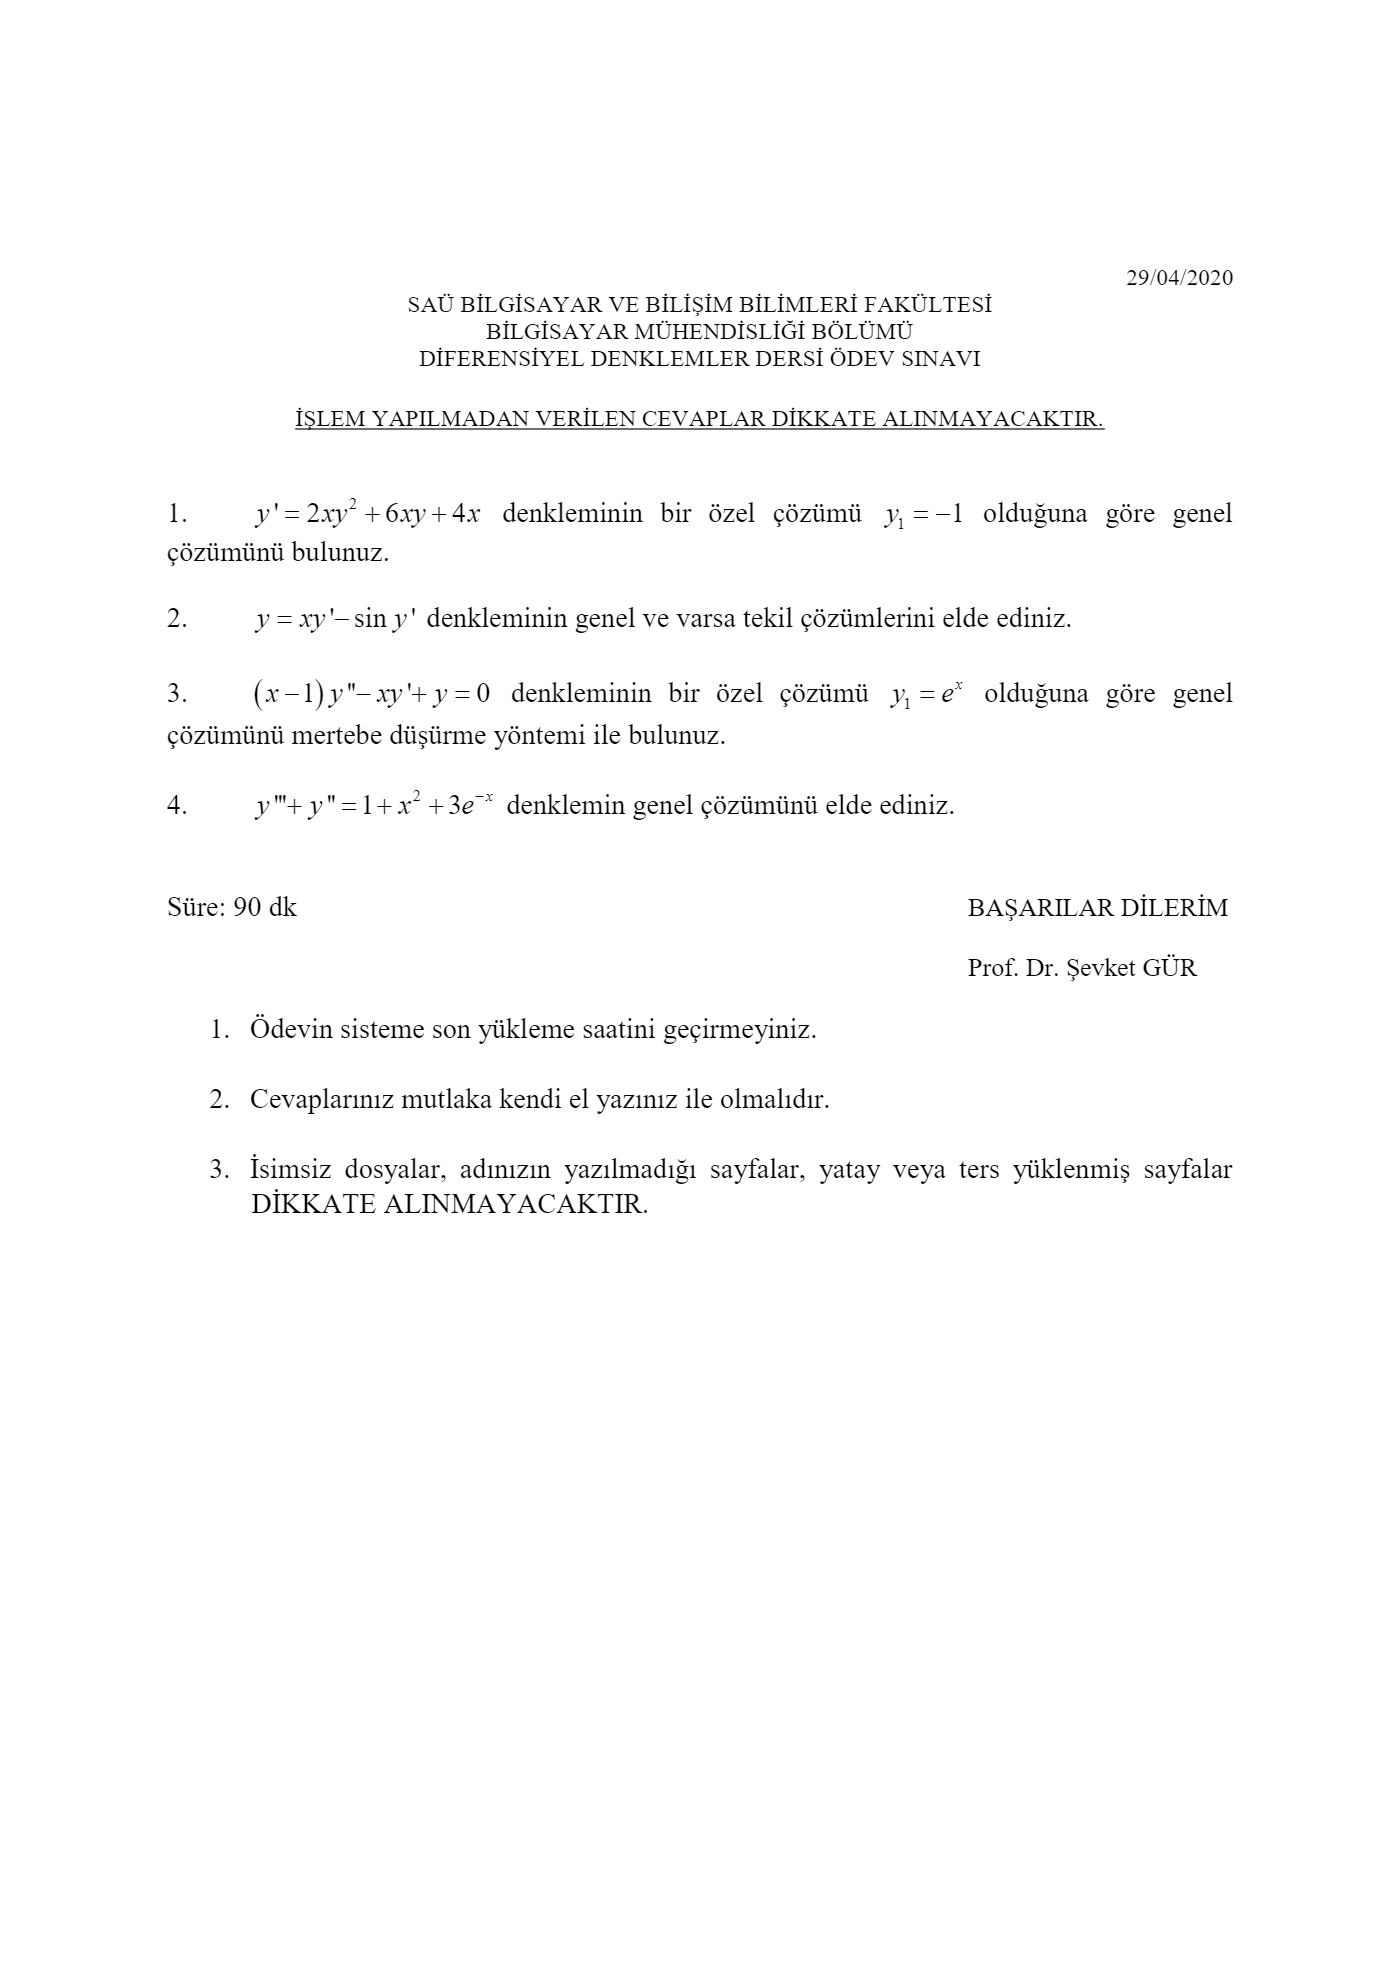 29/04/2020
SAÜ BİLGİSAYAR VE BİLİŞİM BİLİMLERİ FAKÜLTESİ
BİLGİSAYAR MÜHENDİSLİĞİ BÖLÜMÜ
DİFERENSİYEL DENKLEMLER DERSİ ÖDEV SINAVI
İŞLEM YAPILMADAN VERİLEN CEVAPLAR DİKKATE ALINMAYACAKTIR.
1. y' = 2xy² + 6xy + 4x denkleminin bir özel çözümü y₁ = −1 olduğuna göre genel
çözümünü bulunuz.
2. y = xy'− sin y' denkleminin genel ve varsa tekil çözümlerini elde ediniz.
3. (x − 1) y''− xy'+ y = 0 denkleminin bir özel çözümü y₁ = eˣ olduğuna göre genel
çözümünü mertebe düşürme yöntemi ile bulunuz.
4. y'''+ y'' = 1 + x² + 3e⁻ˣ denklemin genel çözümünü elde ediniz.
Süre: 90 dk BAŞARILAR DİLERİM
Prof. Dr. Şevket GÜR
1. Ödevin sisteme son yükleme saatini geçirmeyiniz.
2. Cevaplarınız mutlaka kendi el yazınız ile olmalıdır.
3. İsimsiz dosyalar, adınızın yazılmadığı sayfalar, yatay veya ters yüklenmiş sayfalar
DİKKATE ALINMAYACAKTIR.